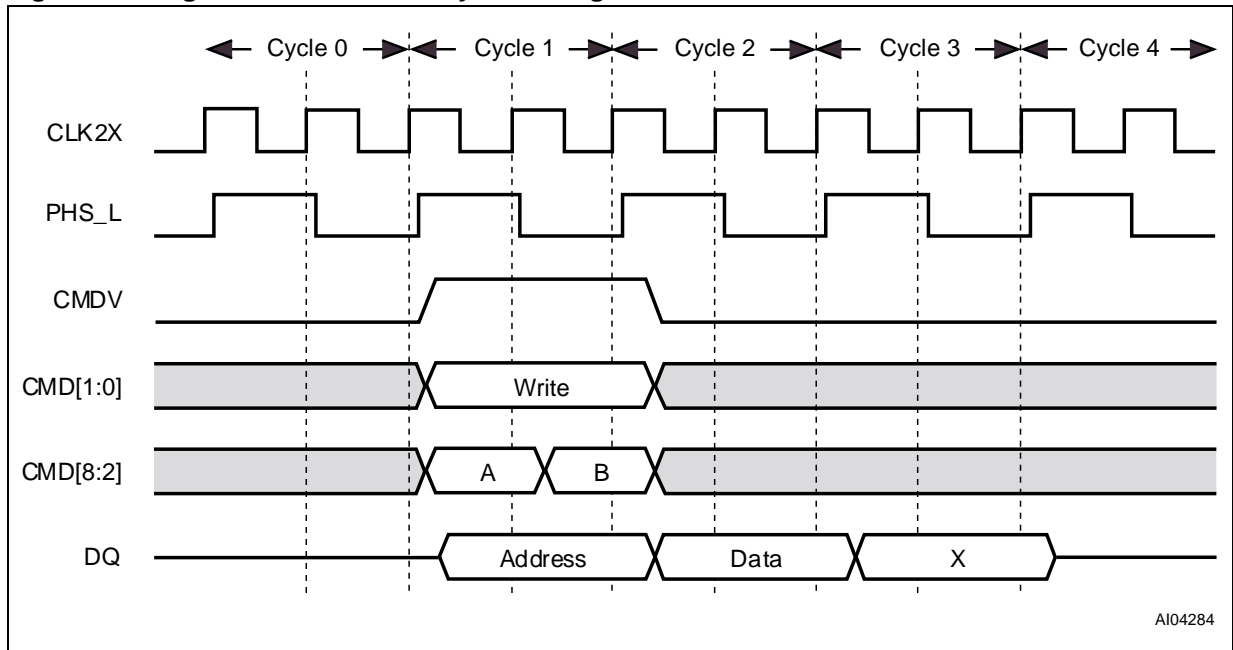 Cycle 0 Cycle 1 Cycle 2 Cycle 3 Cycle 4
CLK2X
PHS_L
CMDV
CMD[1:0] Write
CMD[8:2] A B
DQ Address Data X
AI04284